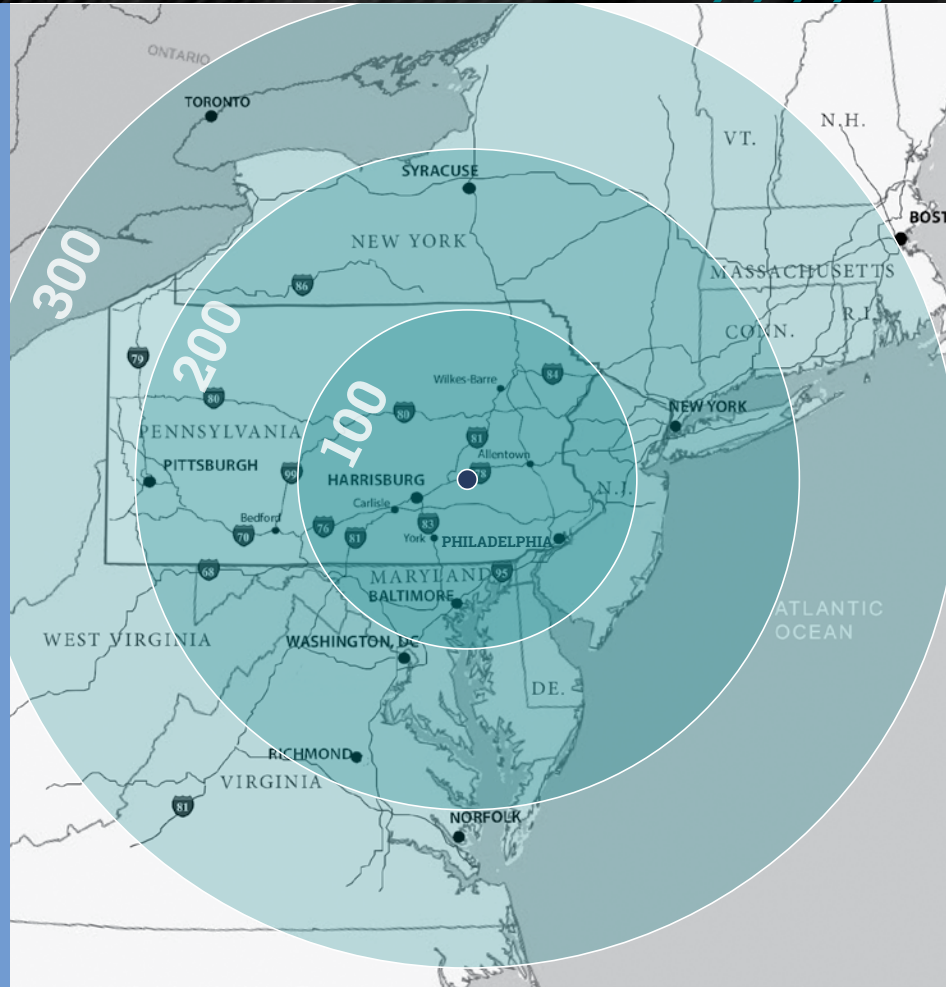 ONTARIO
TORONTO
N.H.
VT.
SYRACUSE
BOST
NEW YORK
MASSACHUSETTS
300
86
200
R.I.
CONN.
79
84
Wilkes-Barre
80
100
80
NEW YORK
PENNSYLVANIA
81
Allentown
PITTSBURGH
99
HARRISBURG
78
N.J.
Carlisle
Bedford
70
76
81
83
York
PHILADELPHIA
68
MARYLAND
95
BALTIMORE
ATLANTIC
OCEAN
WEST VIRGINIA
WASHINGTON, DC
DE.
RICHMOND
VIRGINIA
81
NORFOLK